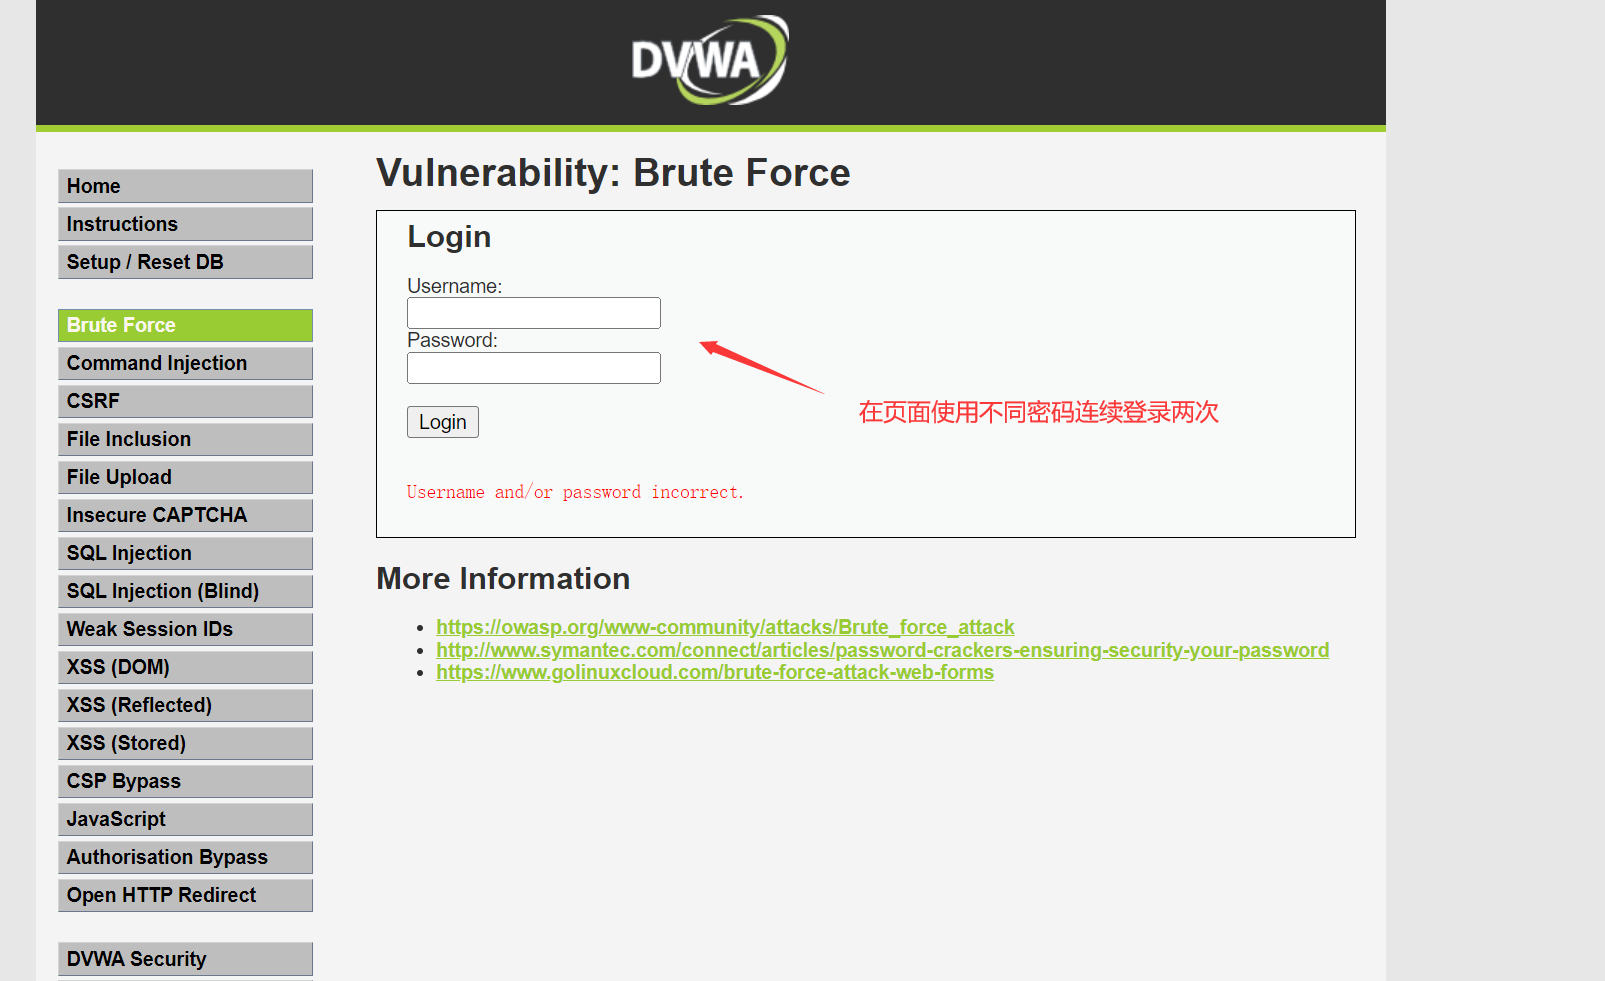 DVWA
Vulnerability: Brute Force
Home
Instructions
Setup / Reset DB
Brute Force
Command Injection
CSRF
File Inclusion
File Upload
Insecure CAPTCHA
SQL Injection
SQL Injection (Blind)
Weak Session IDs
XSS (DOM)
XSS (Reflected)
XSS (Stored)
CSP Bypass
JavaScript
Authorisation Bypass
Open HTTP Redirect
DVWA Security
Login
Username:
Password:
Login
在页面使用不同密码连续登录两次
Username and/or password incorrect.
More Information
https://owasp.org/www-community/attacks/Brute_force_attack
http://www.symantec.com/connect/articles/password-crackers-ensuring-security-your-password
https://www.golinuxcloud.com/brute-force-attack-web-forms